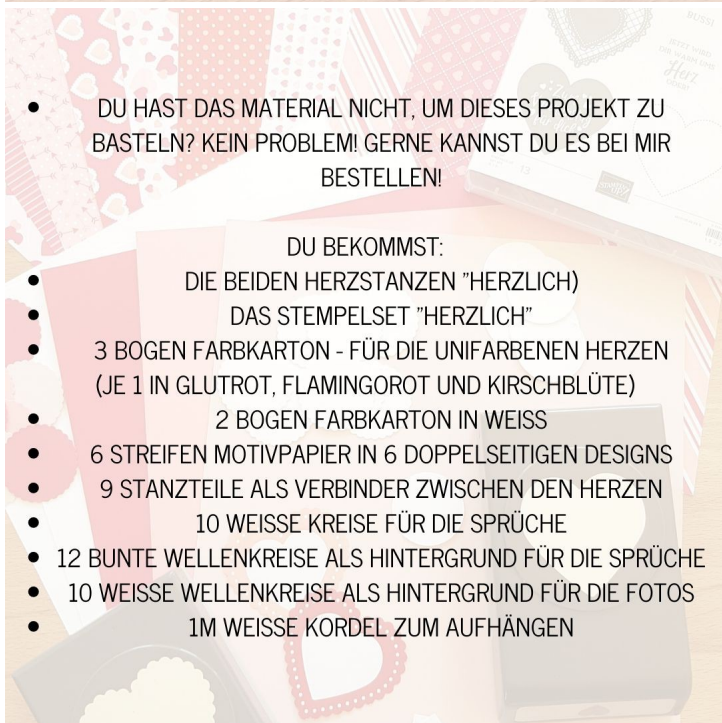 • DU HAST DAS MATERIAL NICHT, UM DIESES PROJEKT ZU
BASTELN? KEIN PROBLEM! GERNE KANNST DU ES BEI MIR
BESTELLEN!
DU BEKOMMST:
• DIE BEIDEN HERZSTANZEN "HERZLICH)
• DAS STEMPELSET "HERZLICH"
• 3 BOGEN FARBKARTON - FÜR DIE UNIFARBENEN HERZEN
(JE 1 IN GLUTROT, FLAMINGOROT UND KIRSCHBLÜTE)
• 2 BOGEN FARBKARTON IN WEISS
• 6 STREIFEN MOTIVPAPIER IN 6 DOPPELSEITIGEN DESIGNS
• 9 STANZTEILE ALS VERBINDER ZWISCHEN DEN HERZEN
• 10 WEISSE KREISE FÜR DIE SPRÜCHE
• 12 BUNTE WELLENKREISE ALS HINTERGRUND FÜR DIE SPRÜCHE
• 10 WEISSE WELLENKREISE ALS HINTERGRUND FÜR DIE FOTOS
• 1M WEISSE KORDEL ZUM AUFHÄNGEN
Herz